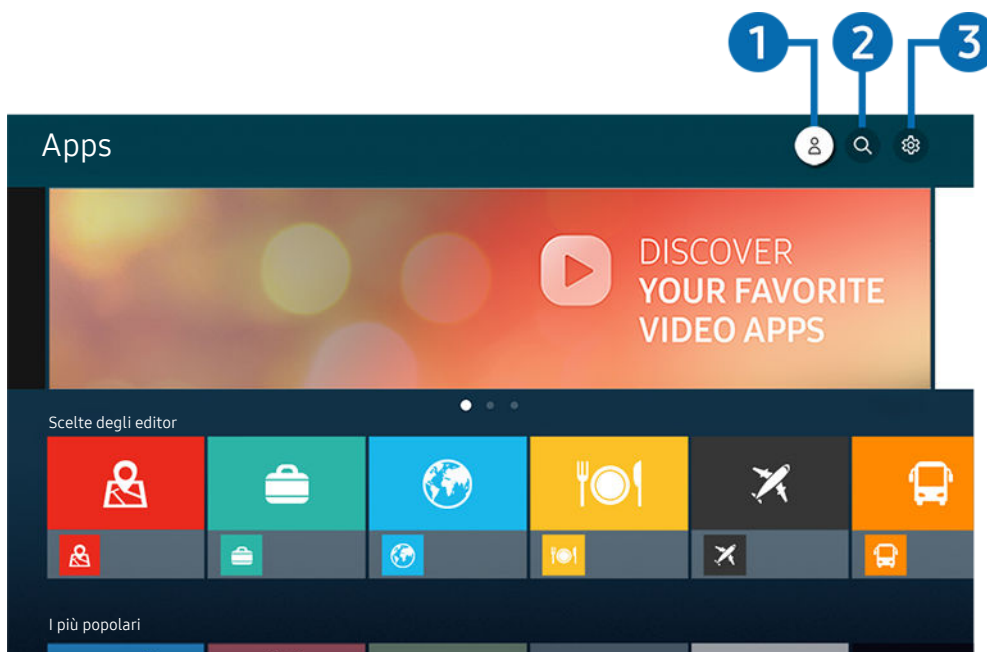 1 2 3
Apps
DISCOVER
YOUR FAVORITE
VIDEO APPS
Scelte degli editor
I più popolari